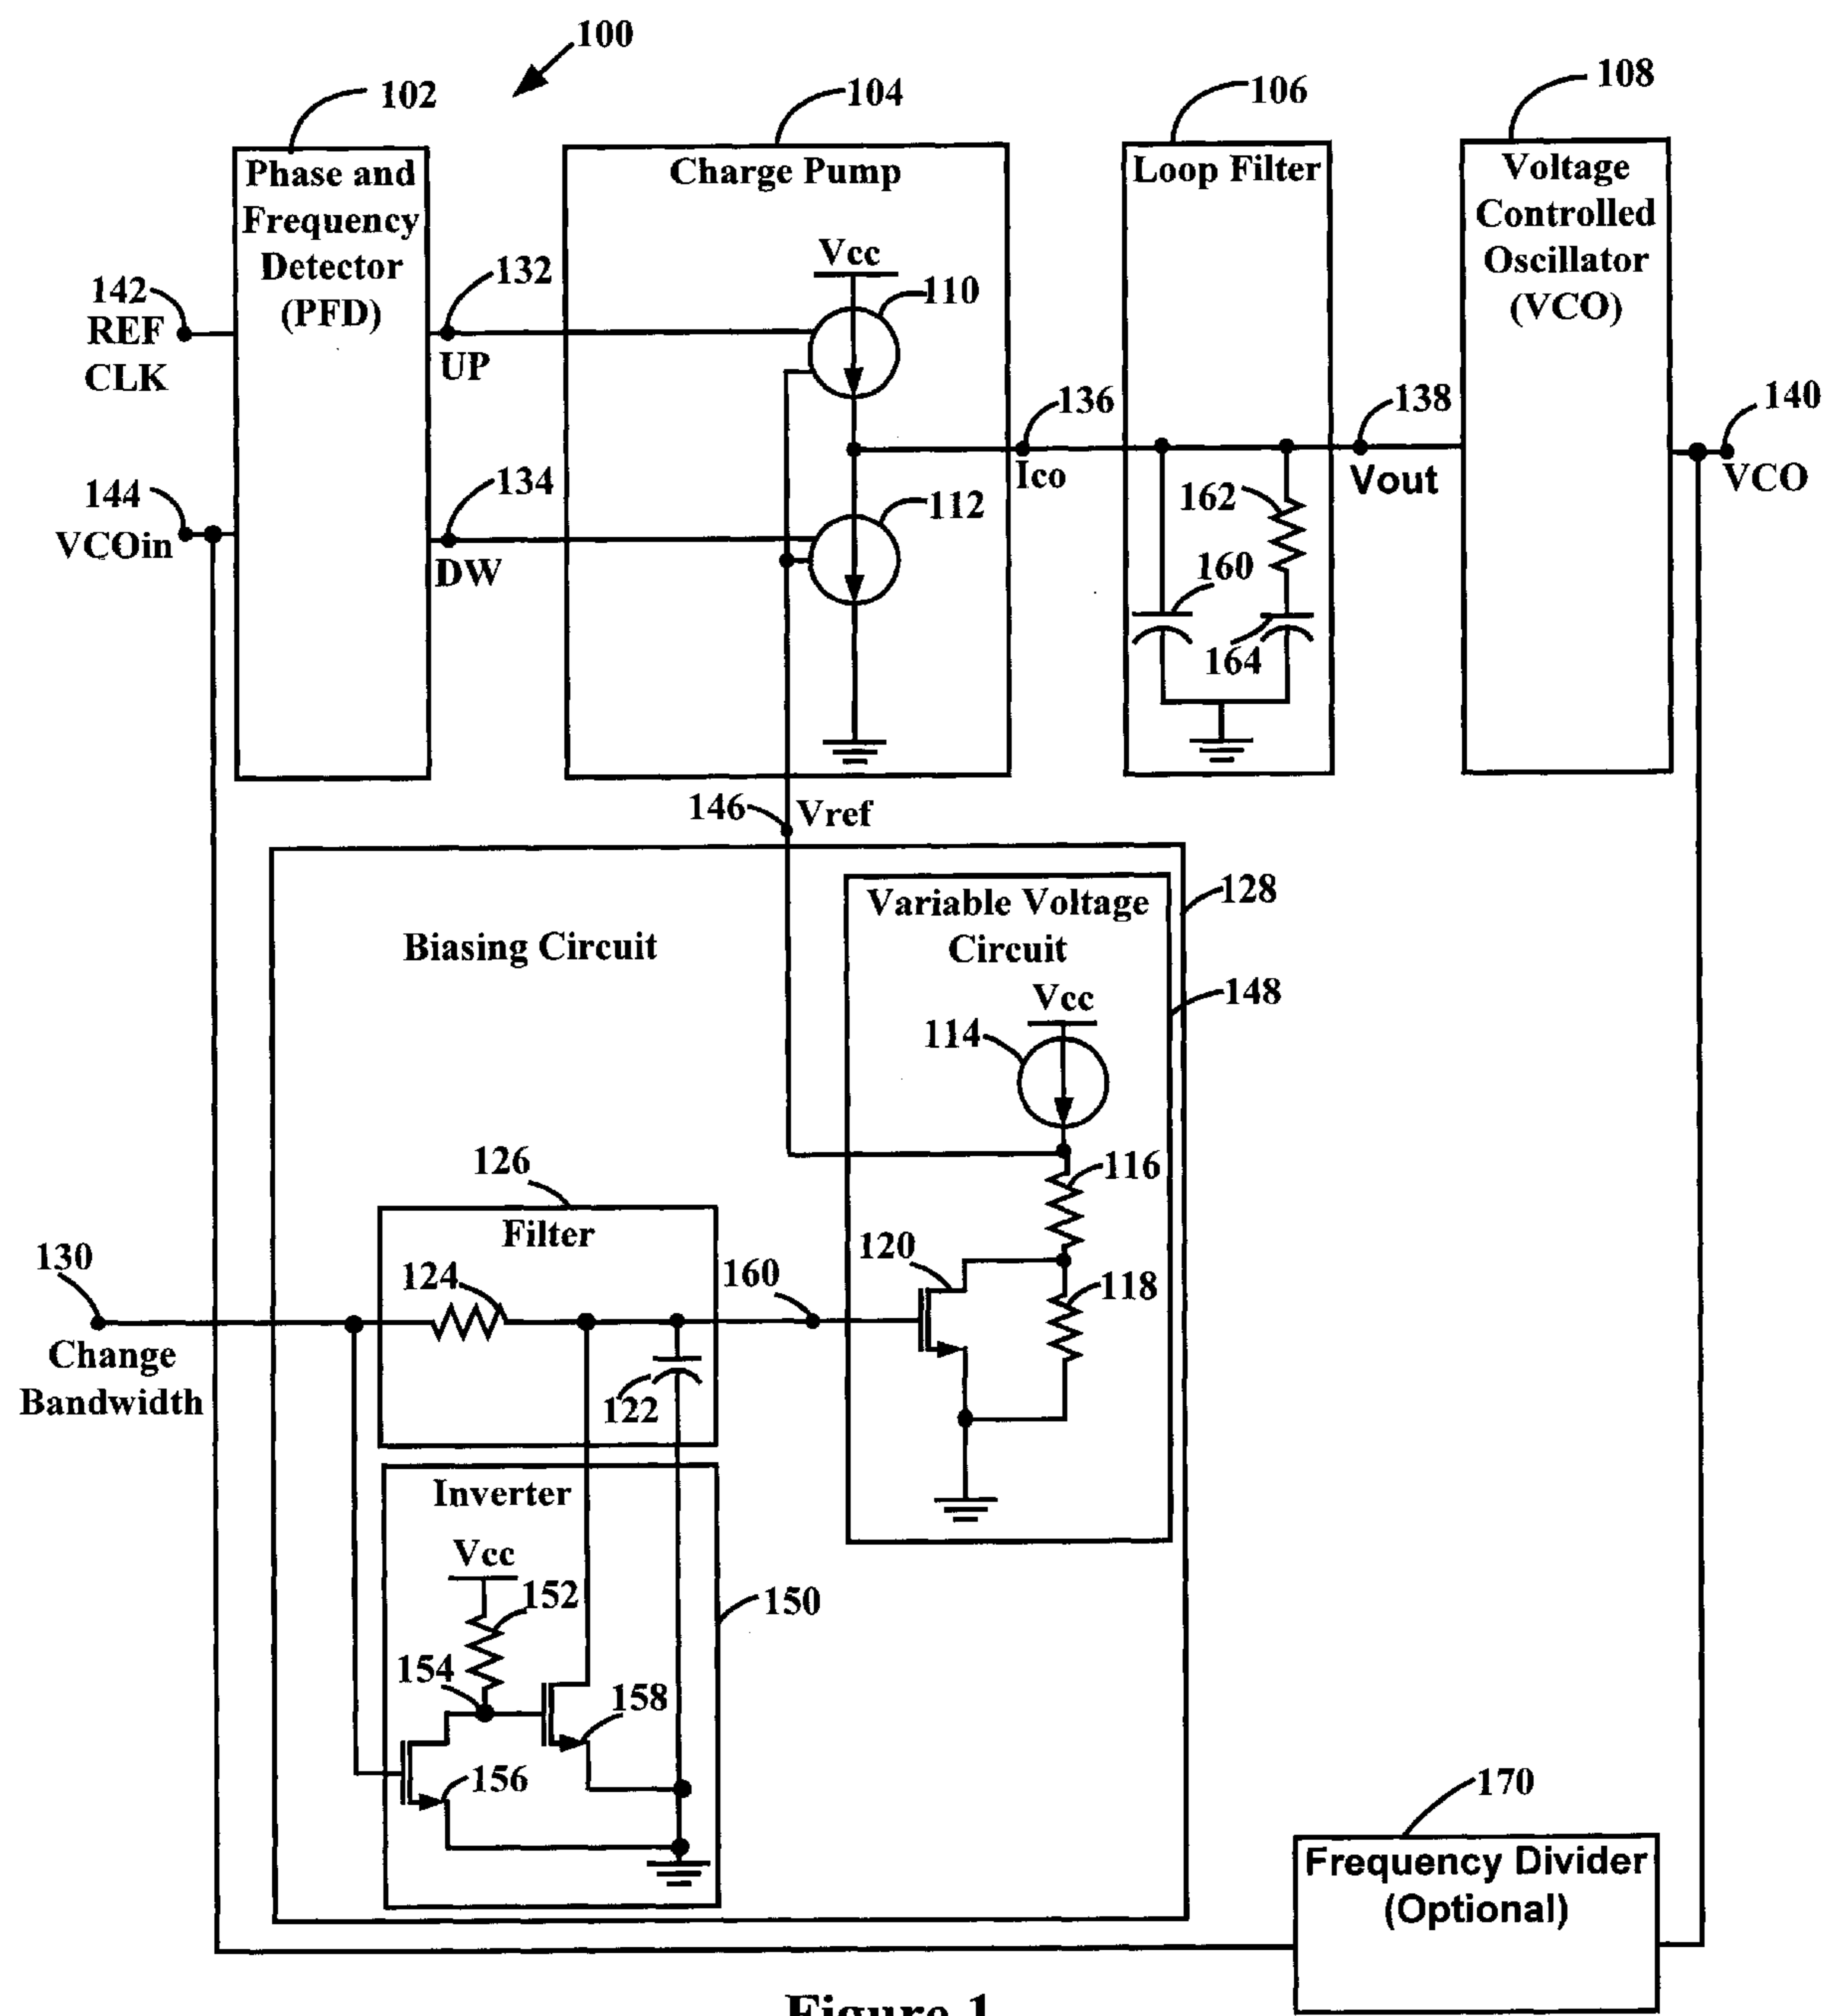 100
102
104
106
108
Phase and
Frequency
Detector
(PFD)
Charge Pump
Loop Filter
Voltage
Controlled
Oscillator
(VCO)
Vcc
110
142
REF
CLK
132
UP
136
Ico
138
Vout
140
VCO
144
VCOin
134
DW
112
162
160
164
146
Vref
Variable Voltage
Circuit
128
Biasing Circuit
148
Vcc
114
126
116
Filter
130
124
160
120
118
Change
Bandwidth
122
Inverter
Vcc
152
150
154
158
156
170
Frequency Divider
(Optional)
Figure 1